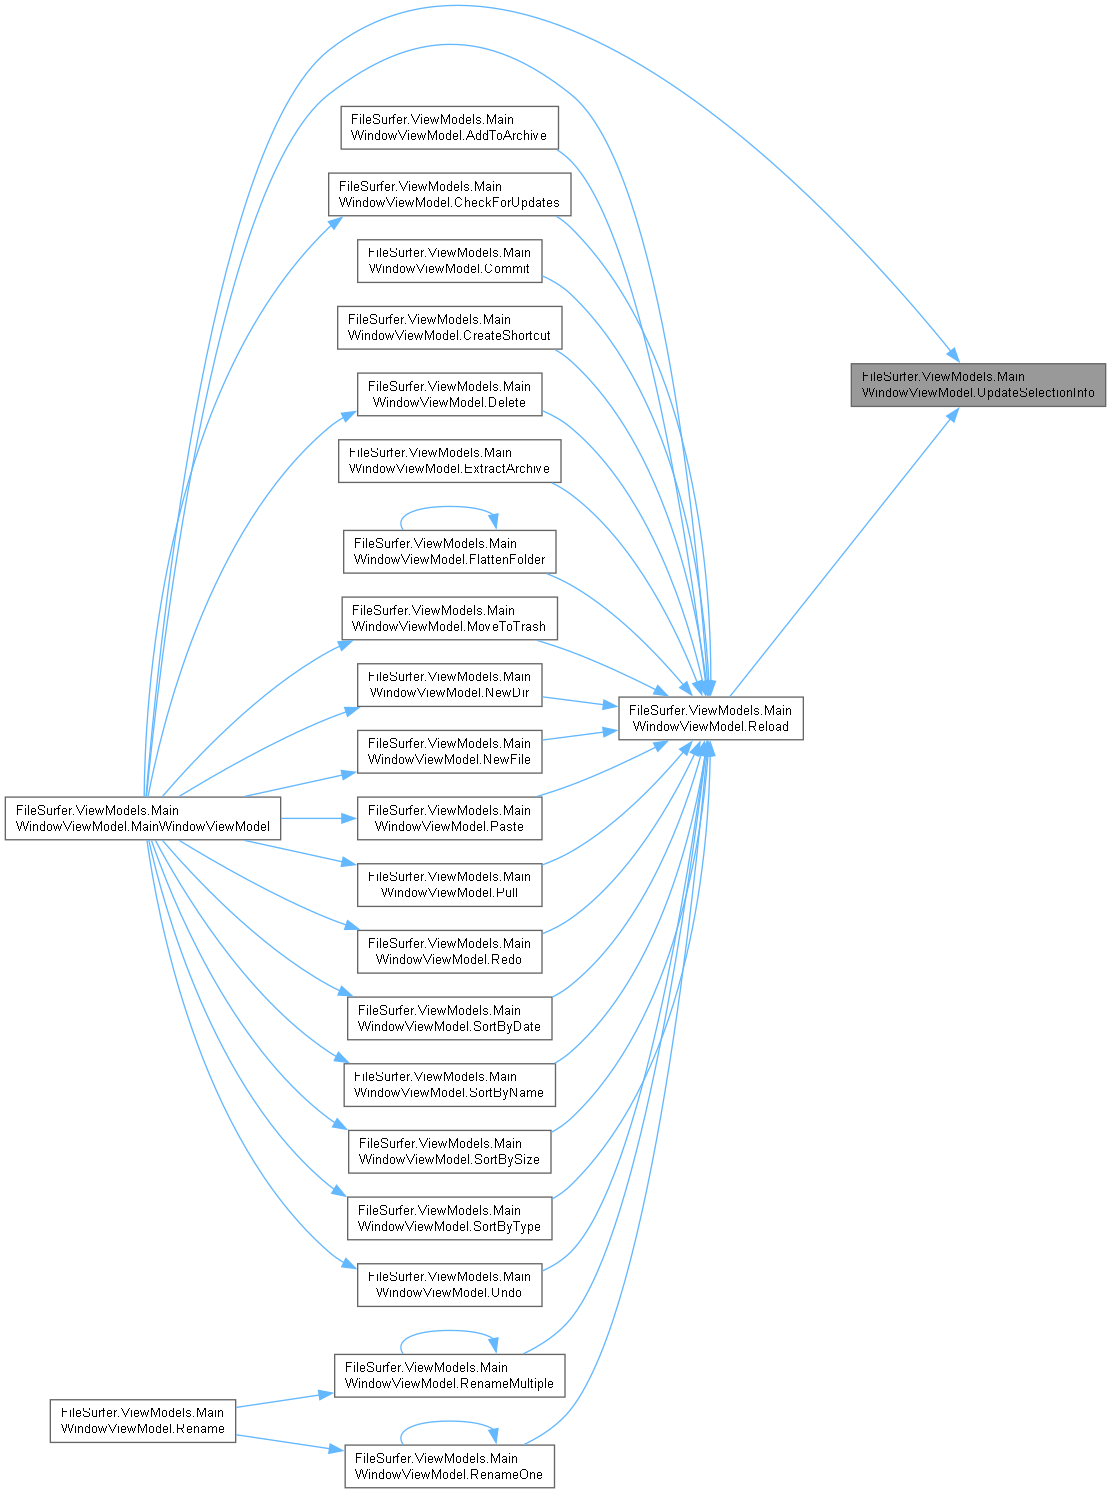 FileSurfer.ViewModels.Main
WindowViewModel.AddToArchive
FileSurfer.ViewModels.Main
WindowViewModel.CheckForUpdates
FileSurfer.ViewModels.Main
WindowViewModel.Commit
FileSurfer.ViewModels.Main
WindowViewModel.CreateShortcut
FileSurfer.ViewModels.Main
WindowViewModel.UpdateSelectionInfo
FileSurfer.ViewModels.Main
WindowViewModel.Delete
FileSurfer.ViewModels.Main
WindowViewModel.ExtractArchive
FileSurfer.ViewModels.Main
WindowViewModel.FlattenFolder
FileSurfer.ViewModels.Main
WindowViewModel.MoveToTrash
FileSurfer.ViewModels.Main
WindowViewModel.NewDir
FileSurfer.ViewModels.Main
WindowViewModel.Reload
FileSurfer.ViewModels.Main
WindowViewModel.NewFile
FileSurfer.ViewModels.Main
WindowViewModel.MainWindowViewModel
FileSurfer.ViewModels.Main
WindowViewModel.Paste
FileSurfer.ViewModels.Main
WindowViewModel.Pull
FileSurfer.ViewModels.Main
WindowViewModel.Redo
FileSurfer.ViewModels.Main
WindowViewModel.SortByDate
FileSurfer.ViewModels.Main
WindowViewModel.SortByName
FileSurfer.ViewModels.Main
WindowViewModel.SortBySize
FileSurfer.ViewModels.Main
WindowViewModel.SortByType
FileSurfer.ViewModels.Main
WindowViewModel.Undo
FileSurfer.ViewModels.Main
WindowViewModel.RenameMultiple
FileSurfer.ViewModels.Main
WindowViewModel.Rename
FileSurfer.ViewModels.Main
WindowViewModel.RenameOne